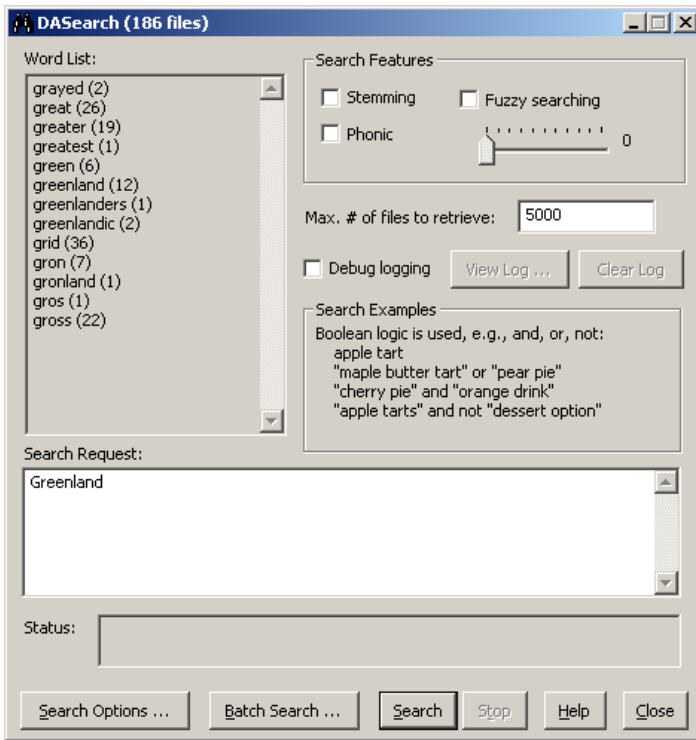 DASearch (186 files)
Word List:
grayed (2)
great (26)
greater (19)
greatest (1)
green (6)
greenland (12)
greenlanders (1)
greenlandic (2)
grid (36)
gron (7)
gronland (1)
gros (1)
gross (22)
Search Features
Stemming
Fuzzy searching
Phonic
0
Max. # of files to retrieve: 5000
Debug logging
View Log ...
Clear Log
Search Examples
Boolean logic is used, e.g., and, or, not:
apple tart
"maple butter tart" or "pear pie"
"cherry pie" and "orange drink"
"apple tarts" and not "dessert option"
Search Request:
Greenland
Status:
Search Options ...
Batch Search ...
Search
Stop
Help
Close